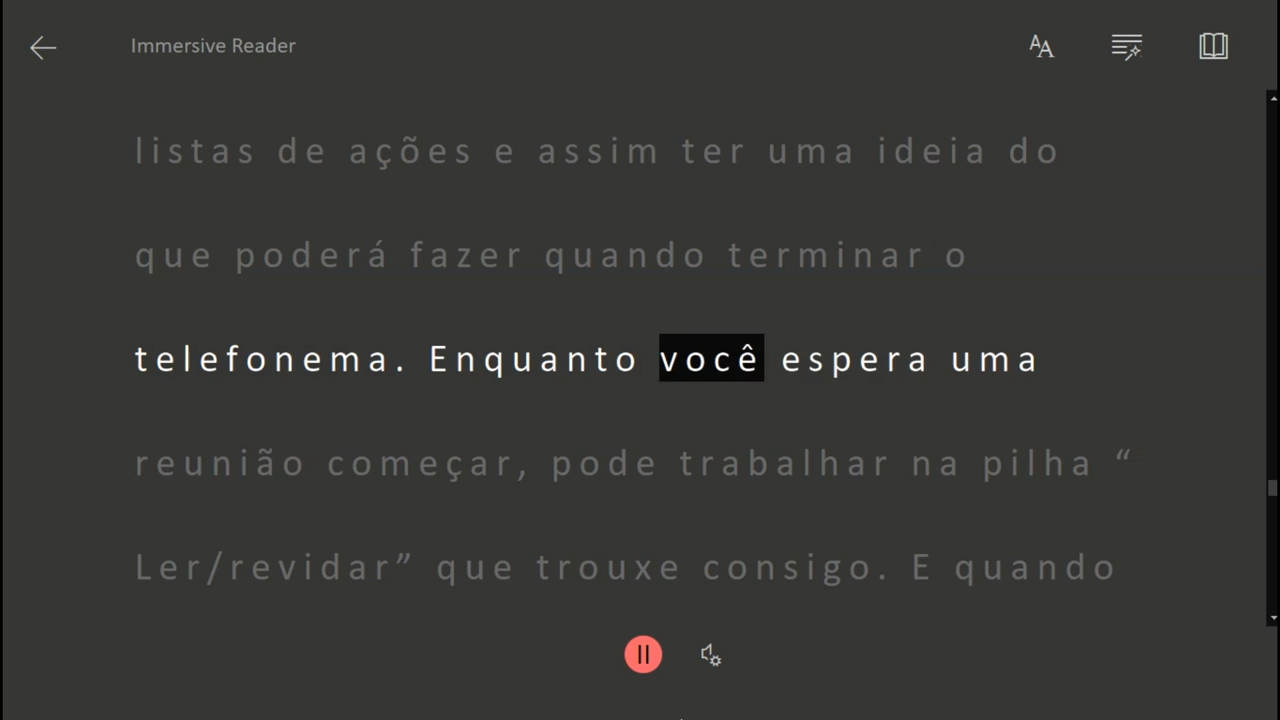 Immersive Reader
listas de ações e assim ter uma ideia do
que poderá fazer quando terminar o
telefonema. Enquanto você espera uma
reunião começar, pode trabalhar na pilha “
Ler/revidar” que trouxe consigo. E quando